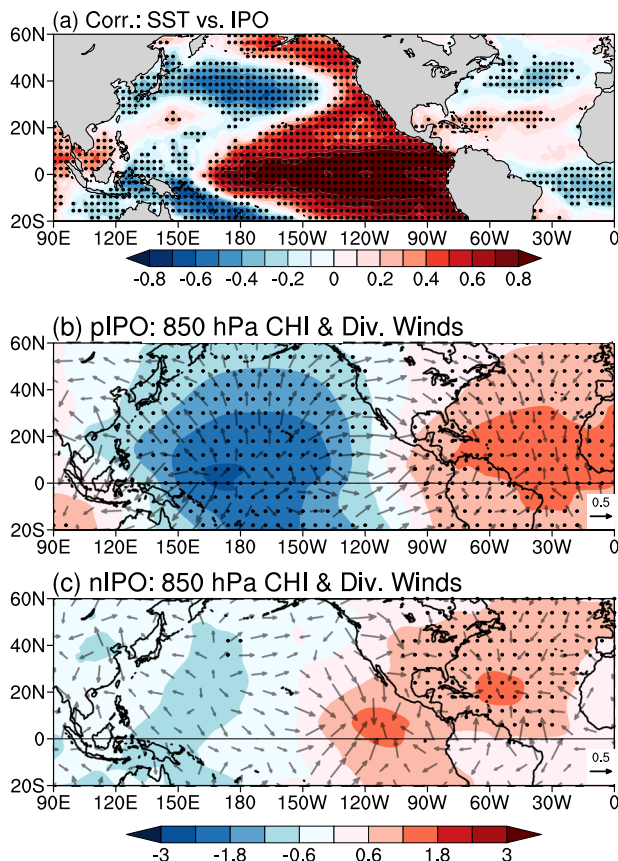 (a) Corr.: SST vs. IPO
60N
40N
20N
0
20S
90E 120E 150E 180 150W 120W 90W 60W 30W 0
-0.8 -0.6 -0.4 -0.2 0 0.2 0.4 0.6 0.8
(b) pIPO: 850 hPa CHI & Div. Winds
60N
40N
20N
0
0.5
20S
90E 120E 150E 180 150W 120W 90W 60W 30W 0
(c) nIPO: 850 hPa CHI & Div. Winds
60N
40N
20N
0
0.5
20S
90E 120E 150E 180 150W 120W 90W 60W 30W 0
-3 -1.8 -0.6 0.6 1.8 3